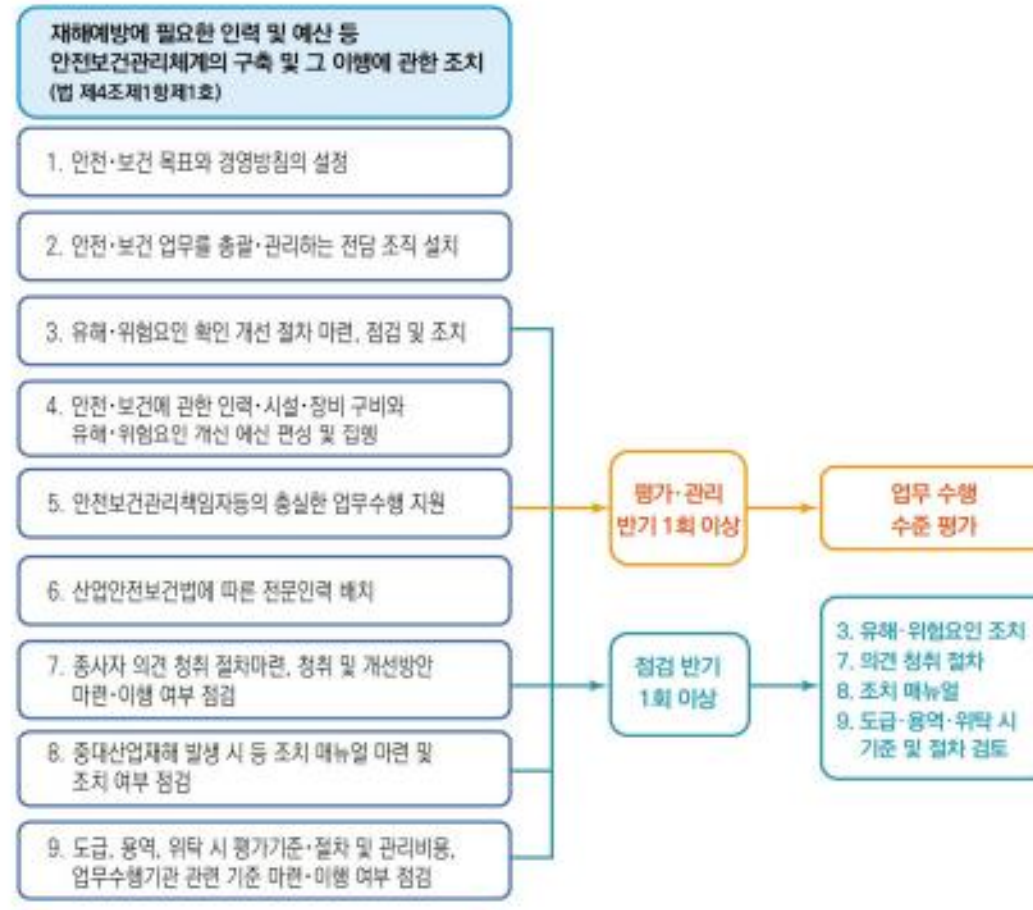 재해예방에 필요한 인력 및 예산 등
안전보건관리체계의 구축 및 그 이행에 관한 조치
(법 제4조제1항제1호)
1. 안전·보건 목표와 경영방침의 설정
2. 안전·보건 업무를 총괄·관리하는 전담 조직 설치
3. 유해·위험요인 확인 개선 절차 마련, 점검 및 조치
4. 안전·보건에 관한 인력·시설·장비 구비와
유해·위험요인 개선 예산 편성 및 집행
5. 안전보건관리책임자등의 충실한 업무수행 지원
평가·관리
반기 1회 이상
업무 수행
수준 평가
6. 산업안전보건법에 따른 전문인력 배치
7. 종사자 의견 청취 절차마련, 청취 및 개선방안
마련·이행 여부 점검
점검 반기
1회 이상
3. 유해·위험요인 조치
7. 의견 청취 절차
8. 조치 매뉴얼
9. 도급·용역·위탁 시
기준 및 절차 검토
8. 중대산업재해 발생 시 등 조치 매뉴얼 마련 및
조치 여부 점검
9. 도급, 용역, 위탁 시 평가기준·절차 및 관리비용,
업무수행기관 관련 기준 마련·이행 여부 점검